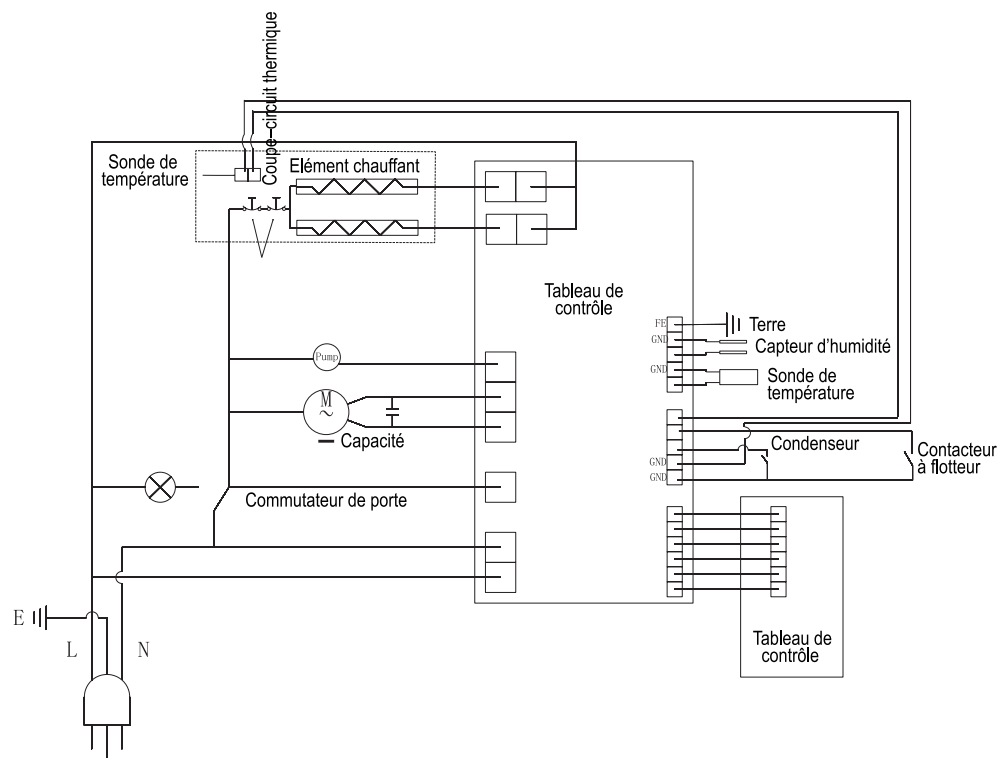 Coupe-circuit thermique
Sonde de
température
Elément chauffant
Tableau de
contrôle
FE
Terre
GND
Capteur d'humidité
GND
Sonde de
température
Pump
M
~
Capacité
Condenseur
Contacteur
à flotteur
GND
GND
Commutateur de porte
E
L
N
Tableau de
contrôle